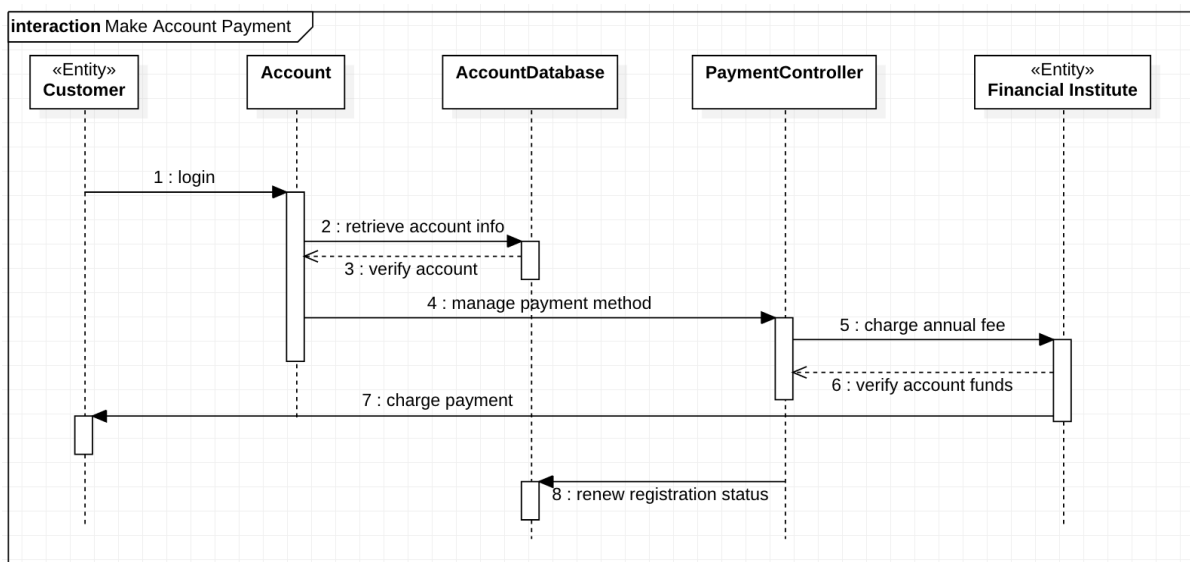 interaction Make Account Payment
«Entity»
Customer
Account
AccountDatabase
PaymentController
«Entity»
Financial Institute
1 : login
2 : retrieve account info
3 : verify account
4 : manage payment method
5 : charge annual fee
6 : verify account funds
7 : charge payment
8 : renew registration status